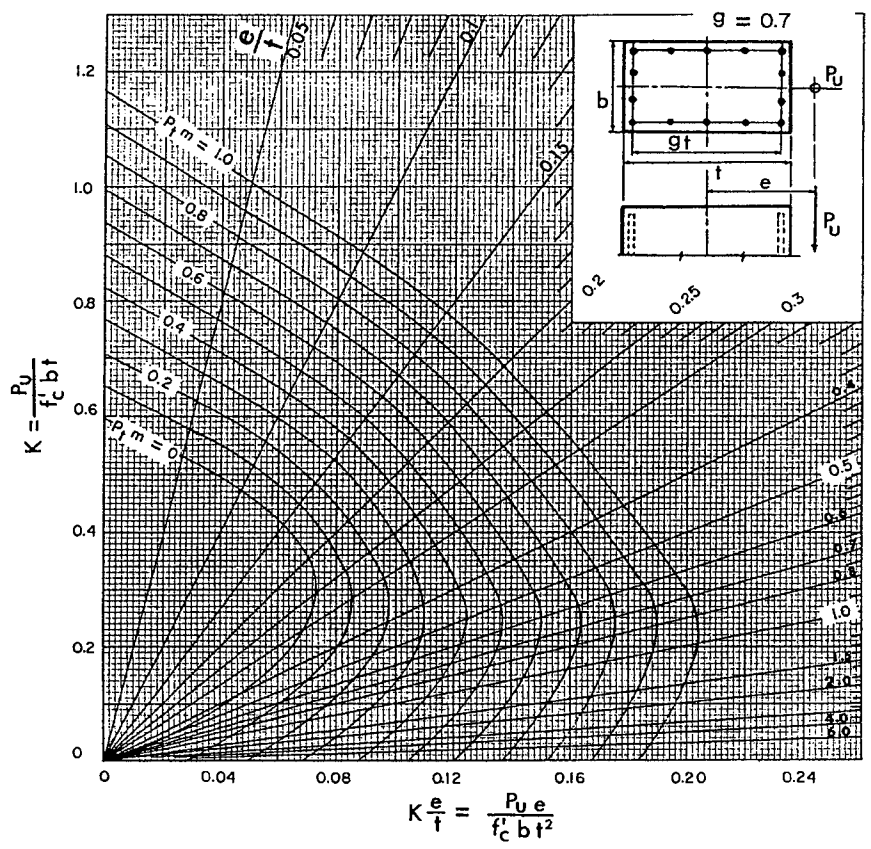 g = 0.7
e/t
0.05
0.1
0.15
0.2
0.25
0.3
0.4
0.5
0.6
0.7
0.8
1.0
1.5
2.0
4.0
6.0
b
gt
t
e
Pu
Pu
Pt m = 1.0
0.8
0.6
0.4
0.2
Pt m = 0
1.2
1.0
0.8
0.6
0.4
0.2
0
K = Pu / f'c b t
0
0.04
0.08
0.12
0.16
0.20
0.24
K e/t = Pu e / f'c b t²